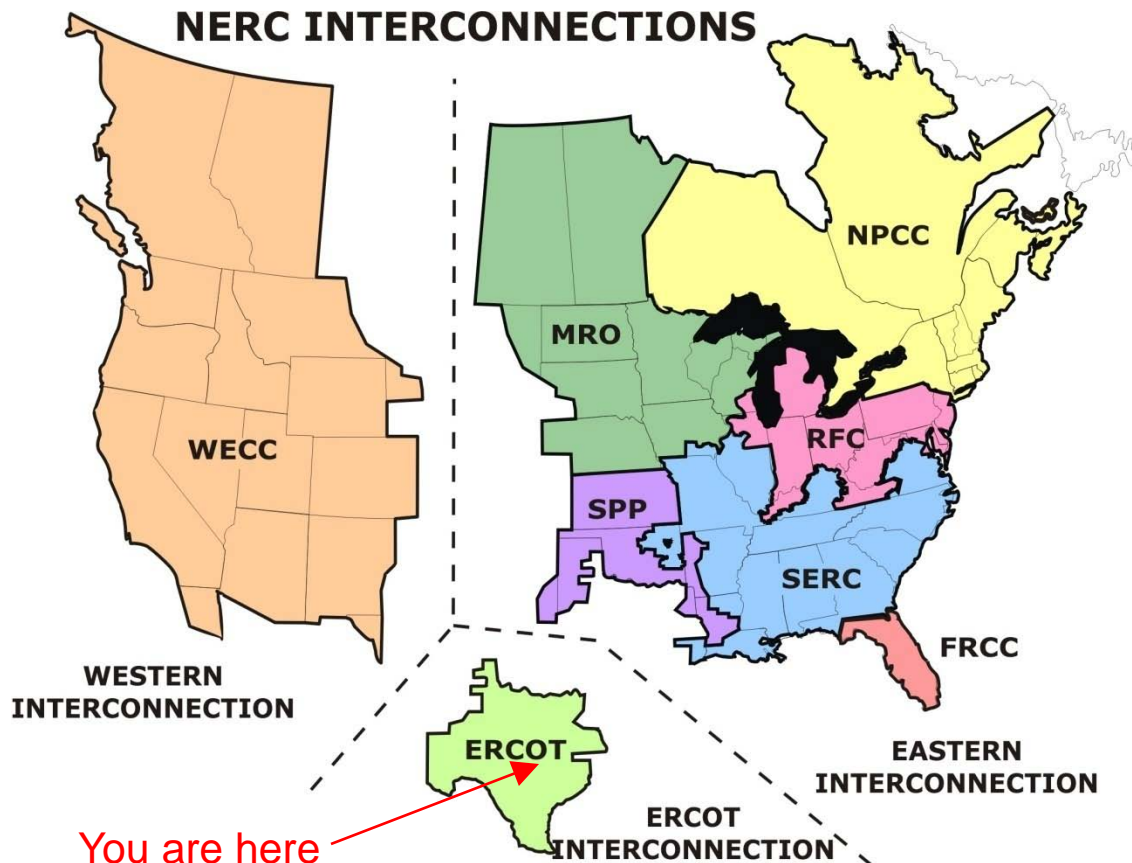 NERC INTERCONNECTIONS
NPCC
MRO
RFC
WECC
SPP
SERC
FRCC
WESTERN
INTERCONNECTION
ERCOT
EASTERN
INTERCONNECTION
ERCOT
INTERCONNECTION
You are here